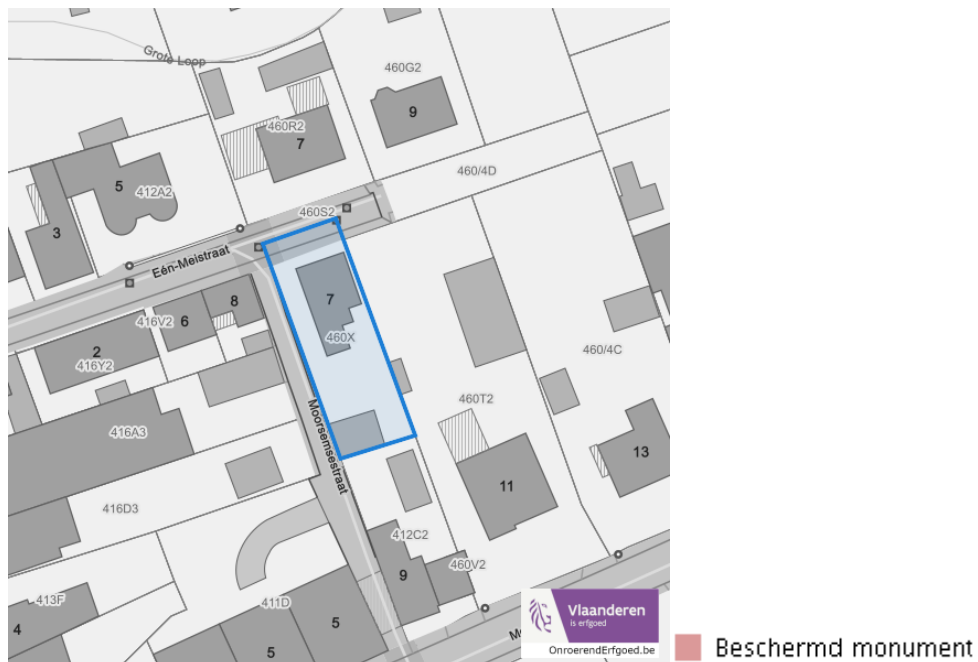 Grote Loop
460G2
9
460R2
7
460/4D
5
412A2
460S2
3
Eén-Meistraat
7
8
416V2
6
460X
2
416Y2
460/4C
Moorsemsestraat
460T2
416A3
13
11
416D3
412C2
460V2
9
413F
411D
4
5
5
Vlaanderen
is erfgoed
OnroerendErfgoed.be
Beschermd monument